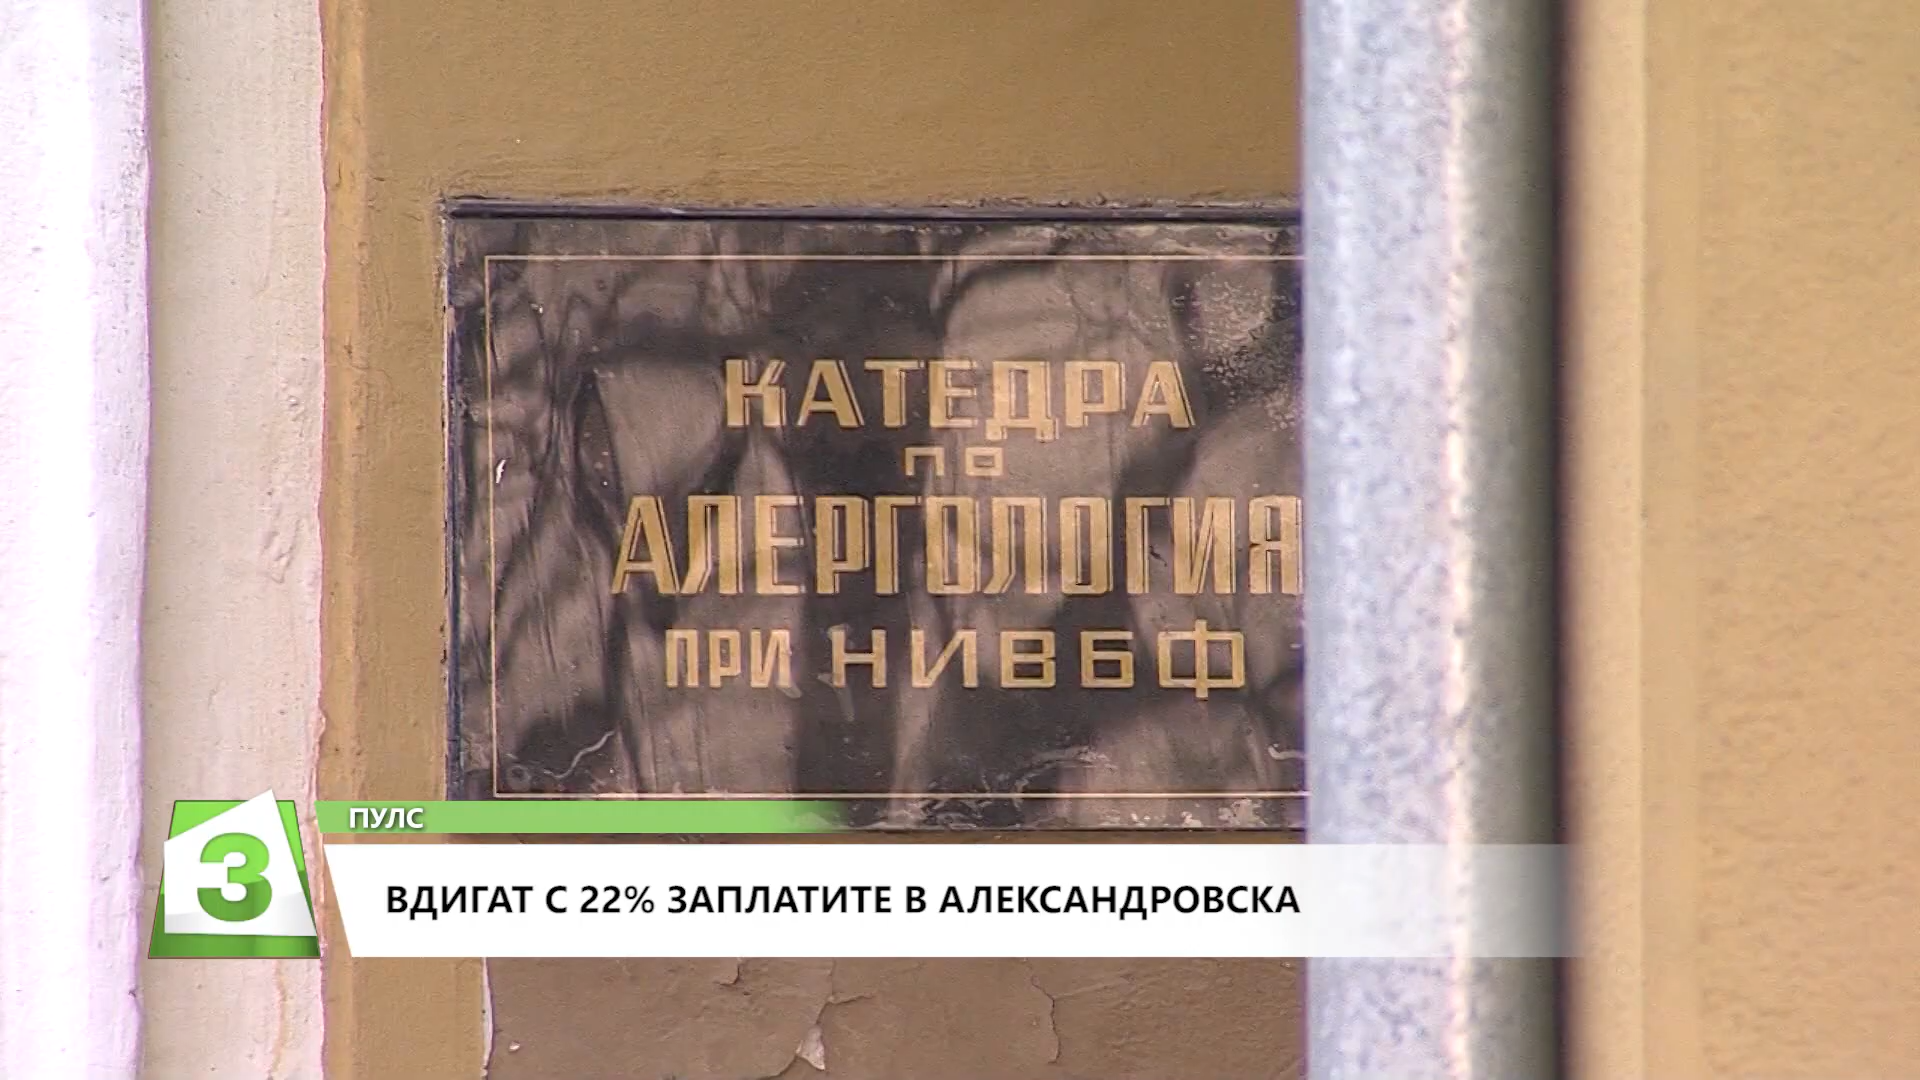 КАТЕДРА
ПО
АЛЕРГОЛОГИЯ
ПРИ НИВБФ
ПУЛС
3
ВДИГАТ С 22% ЗАПЛАТИТЕ В АЛЕКСАНДРОВСКА